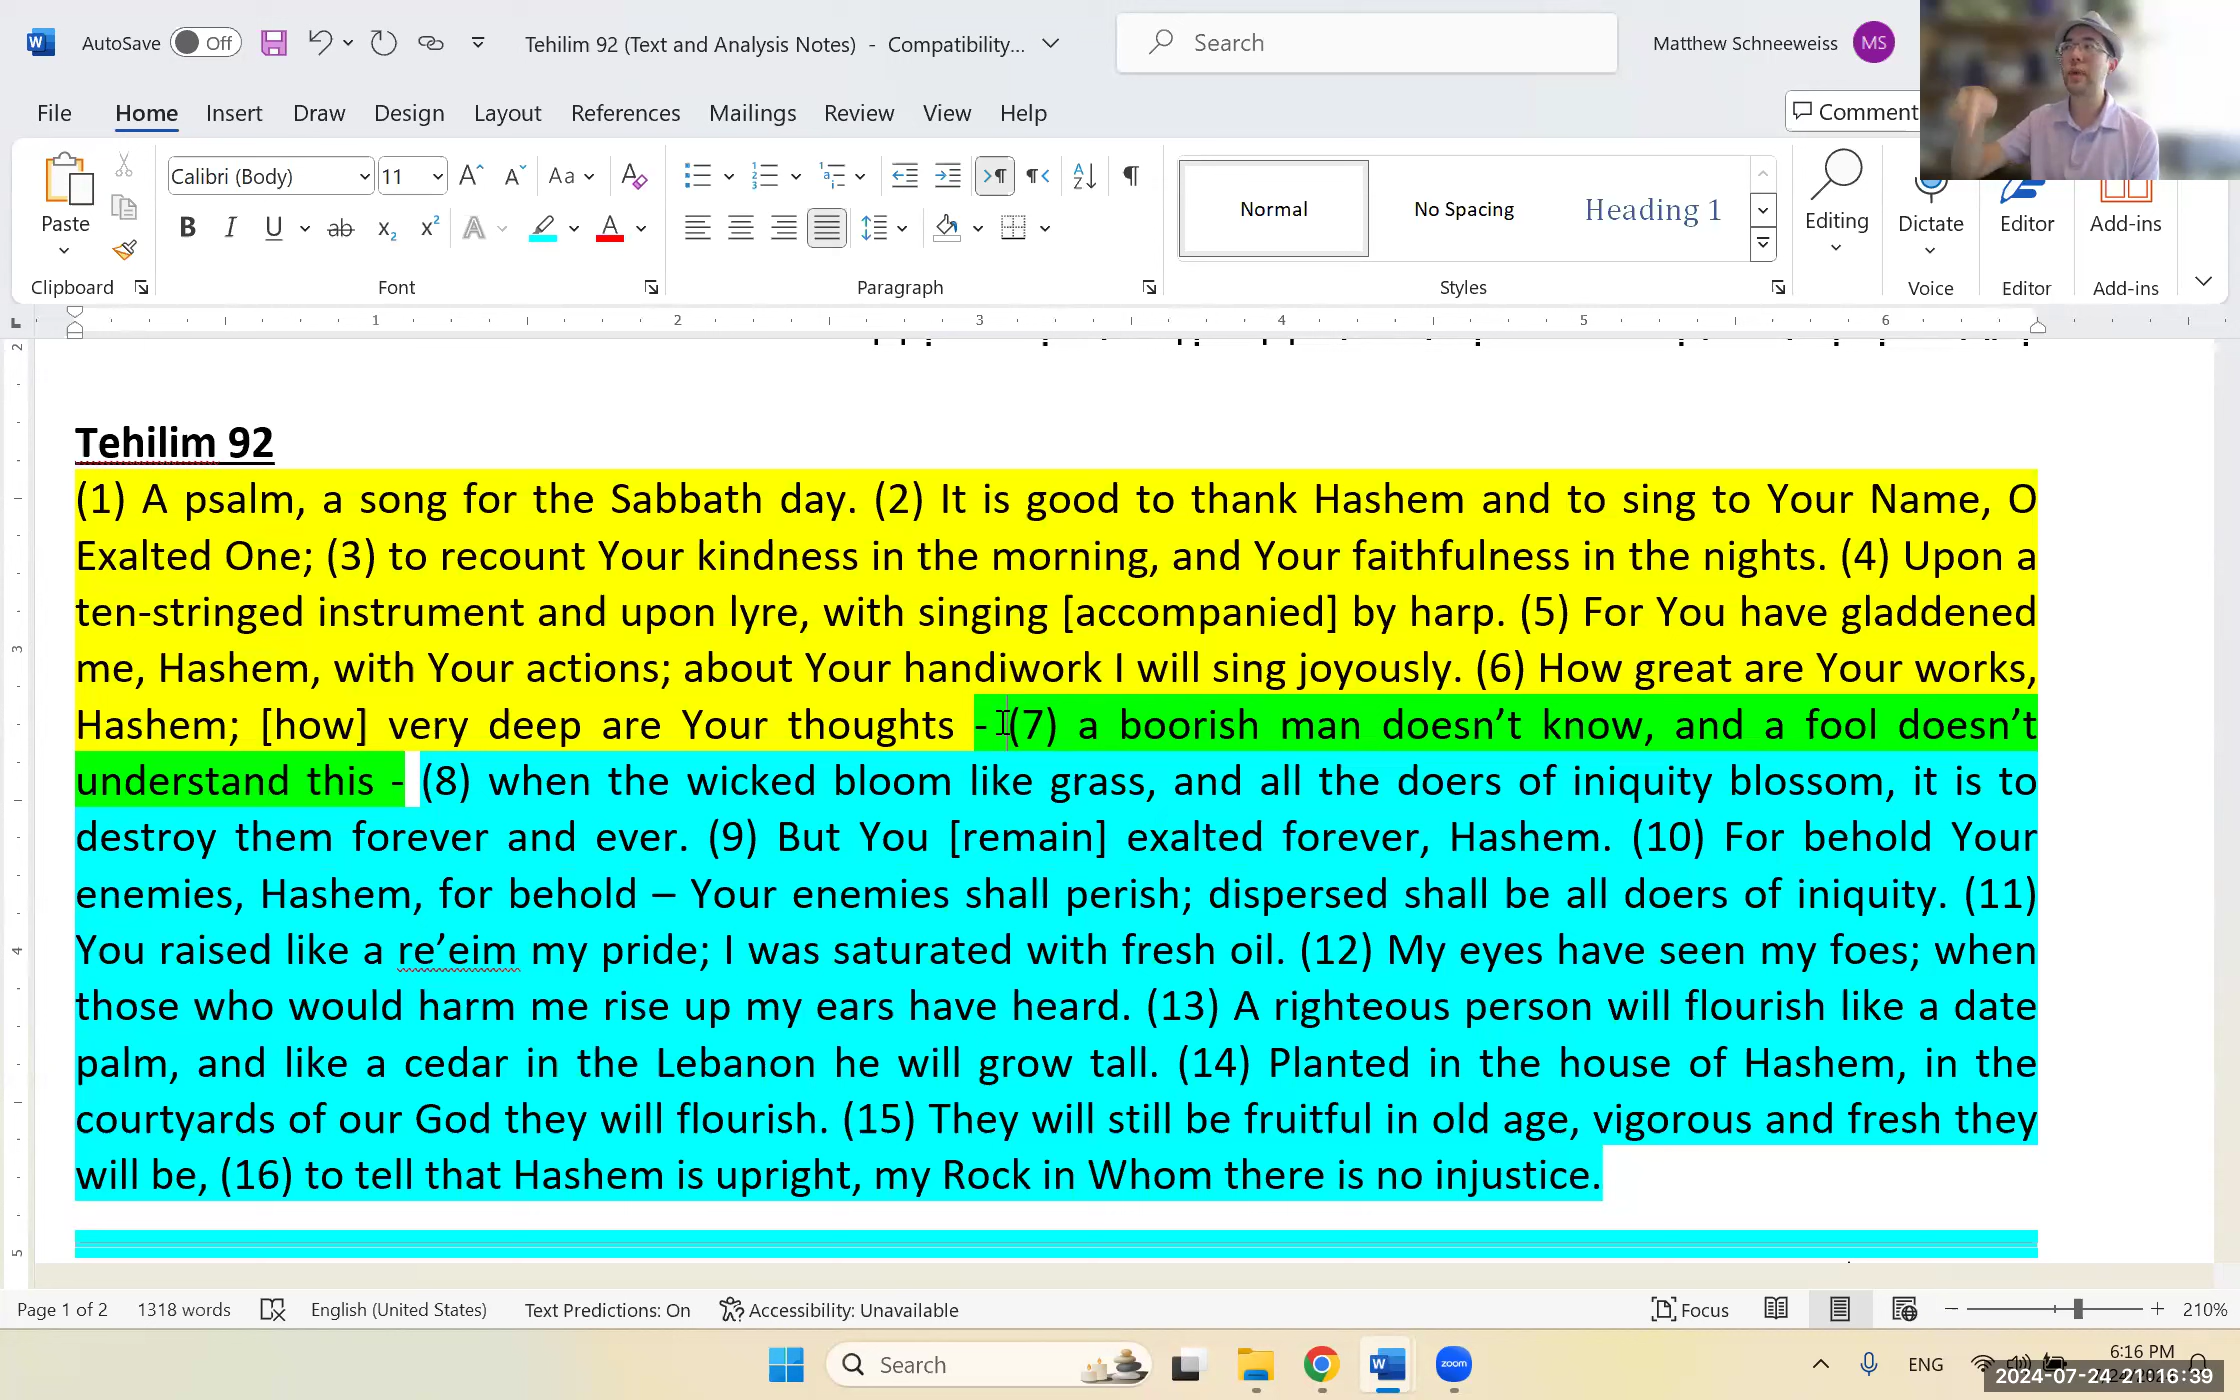 AutoSave Off Tehilim 92 (Text and Analysis Notes) - Compatibility... Search Matthew Schneeweiss MS
File Home Insert Draw Design Layout References Mailings Review View Help
Calibri (Body) 11 Aa
Normal No Spacing Heading 1
Paste Editing Dictate Editor Add-ins
B I U ab
Clipboard Font Paragraph Styles Voice Editor Add-ins
1 2 3 4 5 6
Tehilim 92
(1) A psalm, a song for the Sabbath day. (2) It is good to thank Hashem and to sing to Your Name, O
Exalted One; (3) to recount Your kindness in the morning, and Your faithfulness in the nights. (4) Upon a
ten-stringed instrument and upon lyre, with singing [accompanied] by harp. (5) For You have gladdened
me, Hashem, with Your actions; about Your handiwork I will sing joyously. (6) How great are Your works,
Hashem; [how] very deep are Your thoughts - (7) a boorish man doesn’t know, and a fool doesn’t
understand this - (8) when the wicked bloom like grass, and all the doers of iniquity blossom, it is to
destroy them forever and ever. (9) But You [remain] exalted forever, Hashem. (10) For behold Your
enemies, Hashem, for behold – Your enemies shall perish; dispersed shall be all doers of iniquity. (11)
You raised like a re’eim my pride; I was saturated with fresh oil. (12) My eyes have seen my foes; when
those who would harm me rise up my ears have heard. (13) A righteous person will flourish like a date
palm, and like a cedar in the Lebanon he will grow tall. (14) Planted in the house of Hashem, in the
courtyards of our God they will flourish. (15) They will still be fruitful in old age, vigorous and fresh they
will be, (16) to tell that Hashem is upright, my Rock in Whom there is no injustice.
Page 1 of 2 1318 words English (United States) Text Predictions: On Accessibility: Unavailable Focus 210%
Search zoom ENG 6:16 PM
2024-07-24 21:16:39